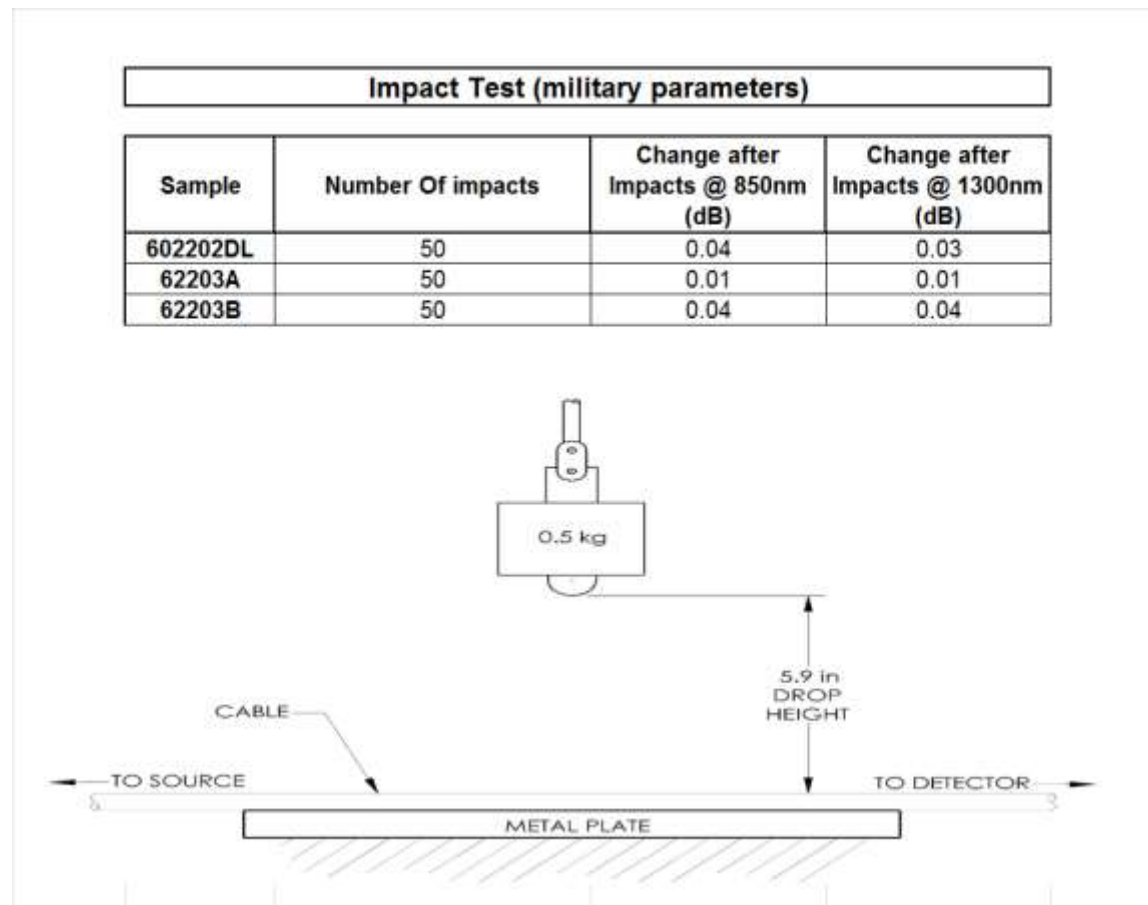 Impact Test (military parameters)
Sample Number Of impacts Change after Impacts @ 850nm (dB) Change after Impacts @ 1300nm (dB)
602202DL 50 0.04 0.03
62203A 50 0.01 0.01
62203B 50 0.04 0.04
0.5 kg
5.9 in
DROP
HEIGHT
CABLE
TO SOURCE
TO DETECTOR
METAL PLATE